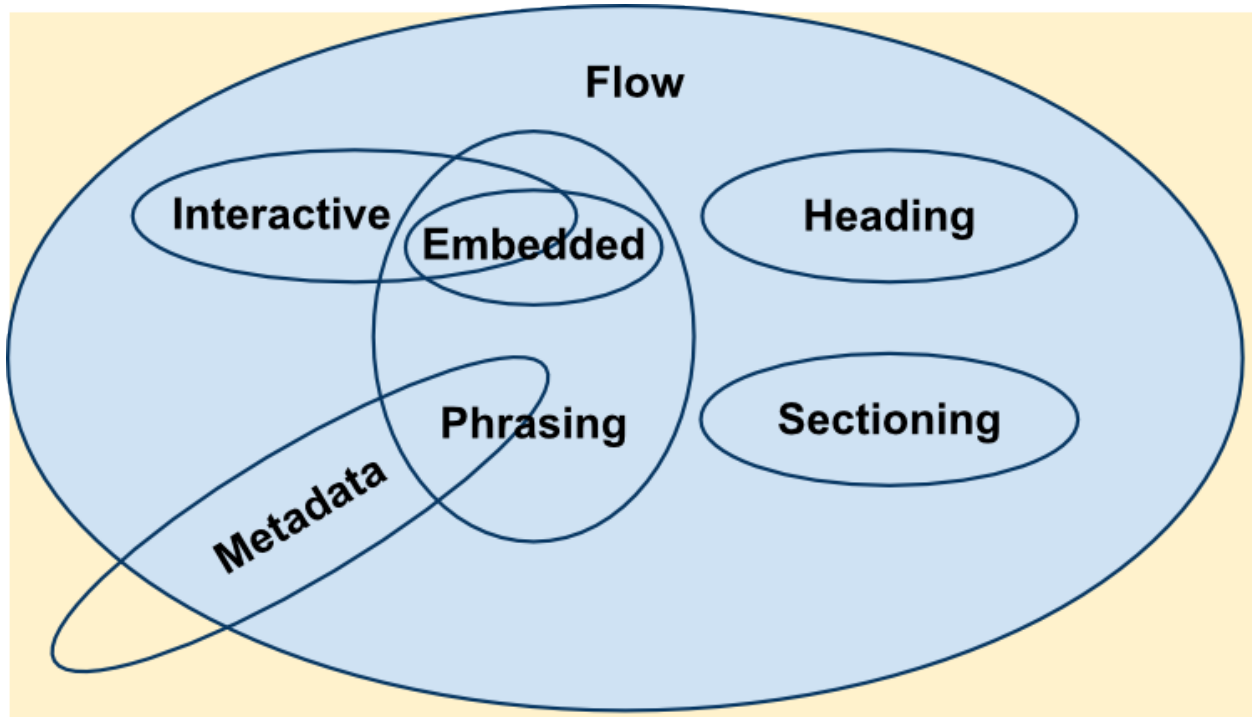 Flow
Interactive
Heading
Embedded
Phrasing
Sectioning
Metadata